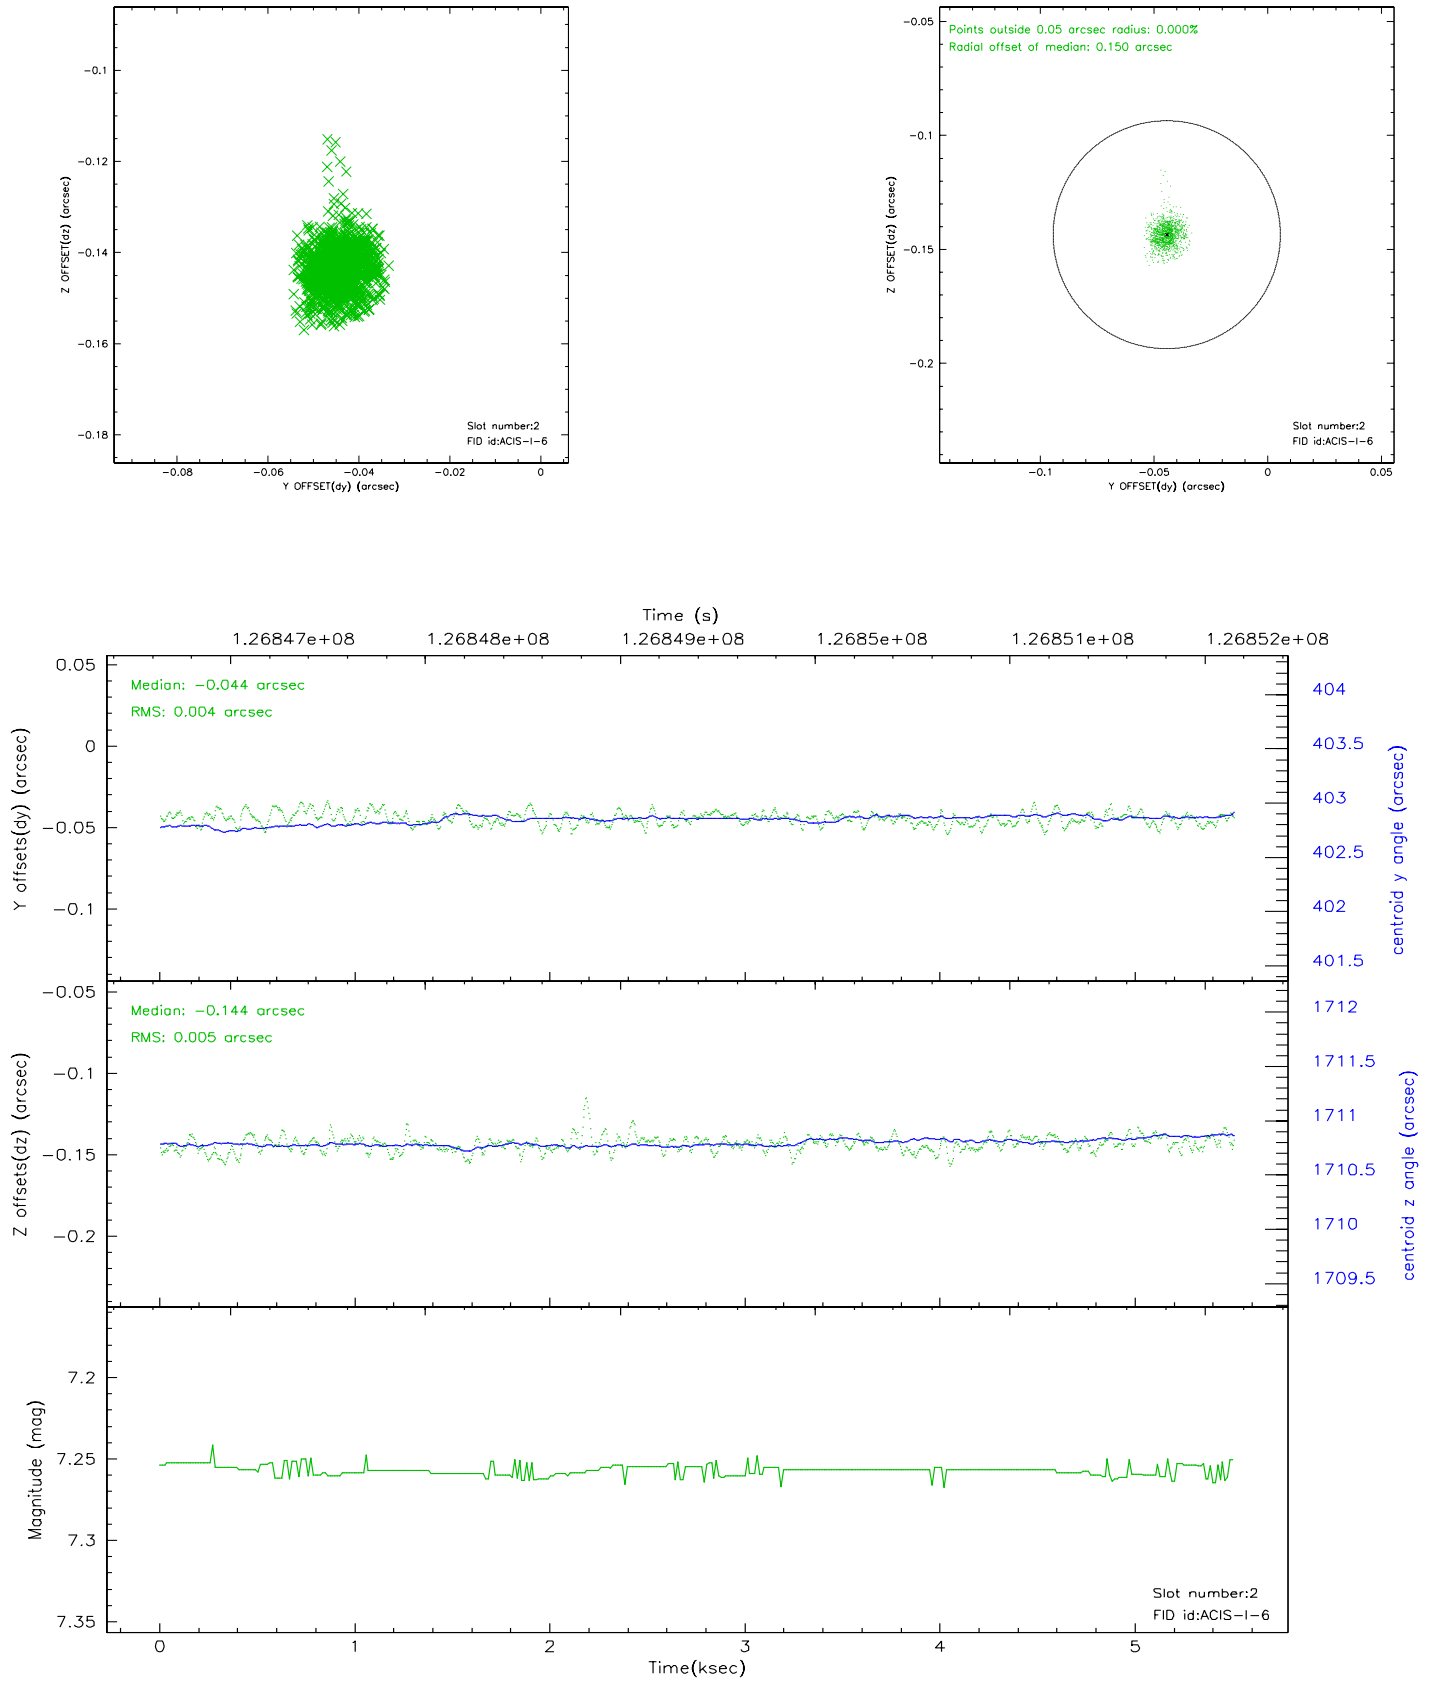 -0.1
-0.12
-0.14
-0.16
-0.18
Z OFFSET(dz) (arcsec)
Slot number:2
FID id:ACIS-I-6
-0.08
-0.06
-0.04
-0.02
0
Y OFFSET(dy) (arcsec)
Points outside 0.05 arcsec radius: 0.000%
Radial offset of median: 0.150 arcsec
-0.05
-0.1
-0.15
-0.2
Z OFFSET(dz) (arcsec)
Slot number:2
FID id:ACIS-I-6
-0.1
-0.05
0
0.05
Y OFFSET(dy) (arcsec)
Time (s)
1.26847e+08
1.26848e+08
1.26849e+08
1.2685e+08
1.26851e+08
1.26852e+08
Median: -0.044 arcsec
RMS: 0.004 arcsec
0.05
0
-0.05
-0.1
Y offsets(dy) (arcsec)
404
403.5
403
402.5
402
401.5
centroid y angle (arcsec)
Median: -0.144 arcsec
RMS: 0.005 arcsec
-0.05
-0.1
-0.15
-0.2
Z offsets(dz) (arcsec)
1712
1711.5
1711
1710.5
1710
1709.5
centroid z angle (arcsec)
7.2
7.25
7.3
7.35
Magnitude (mag)
Slot number:2
FID id:ACIS-I-6
0
1
2
3
4
5
Time(ksec)